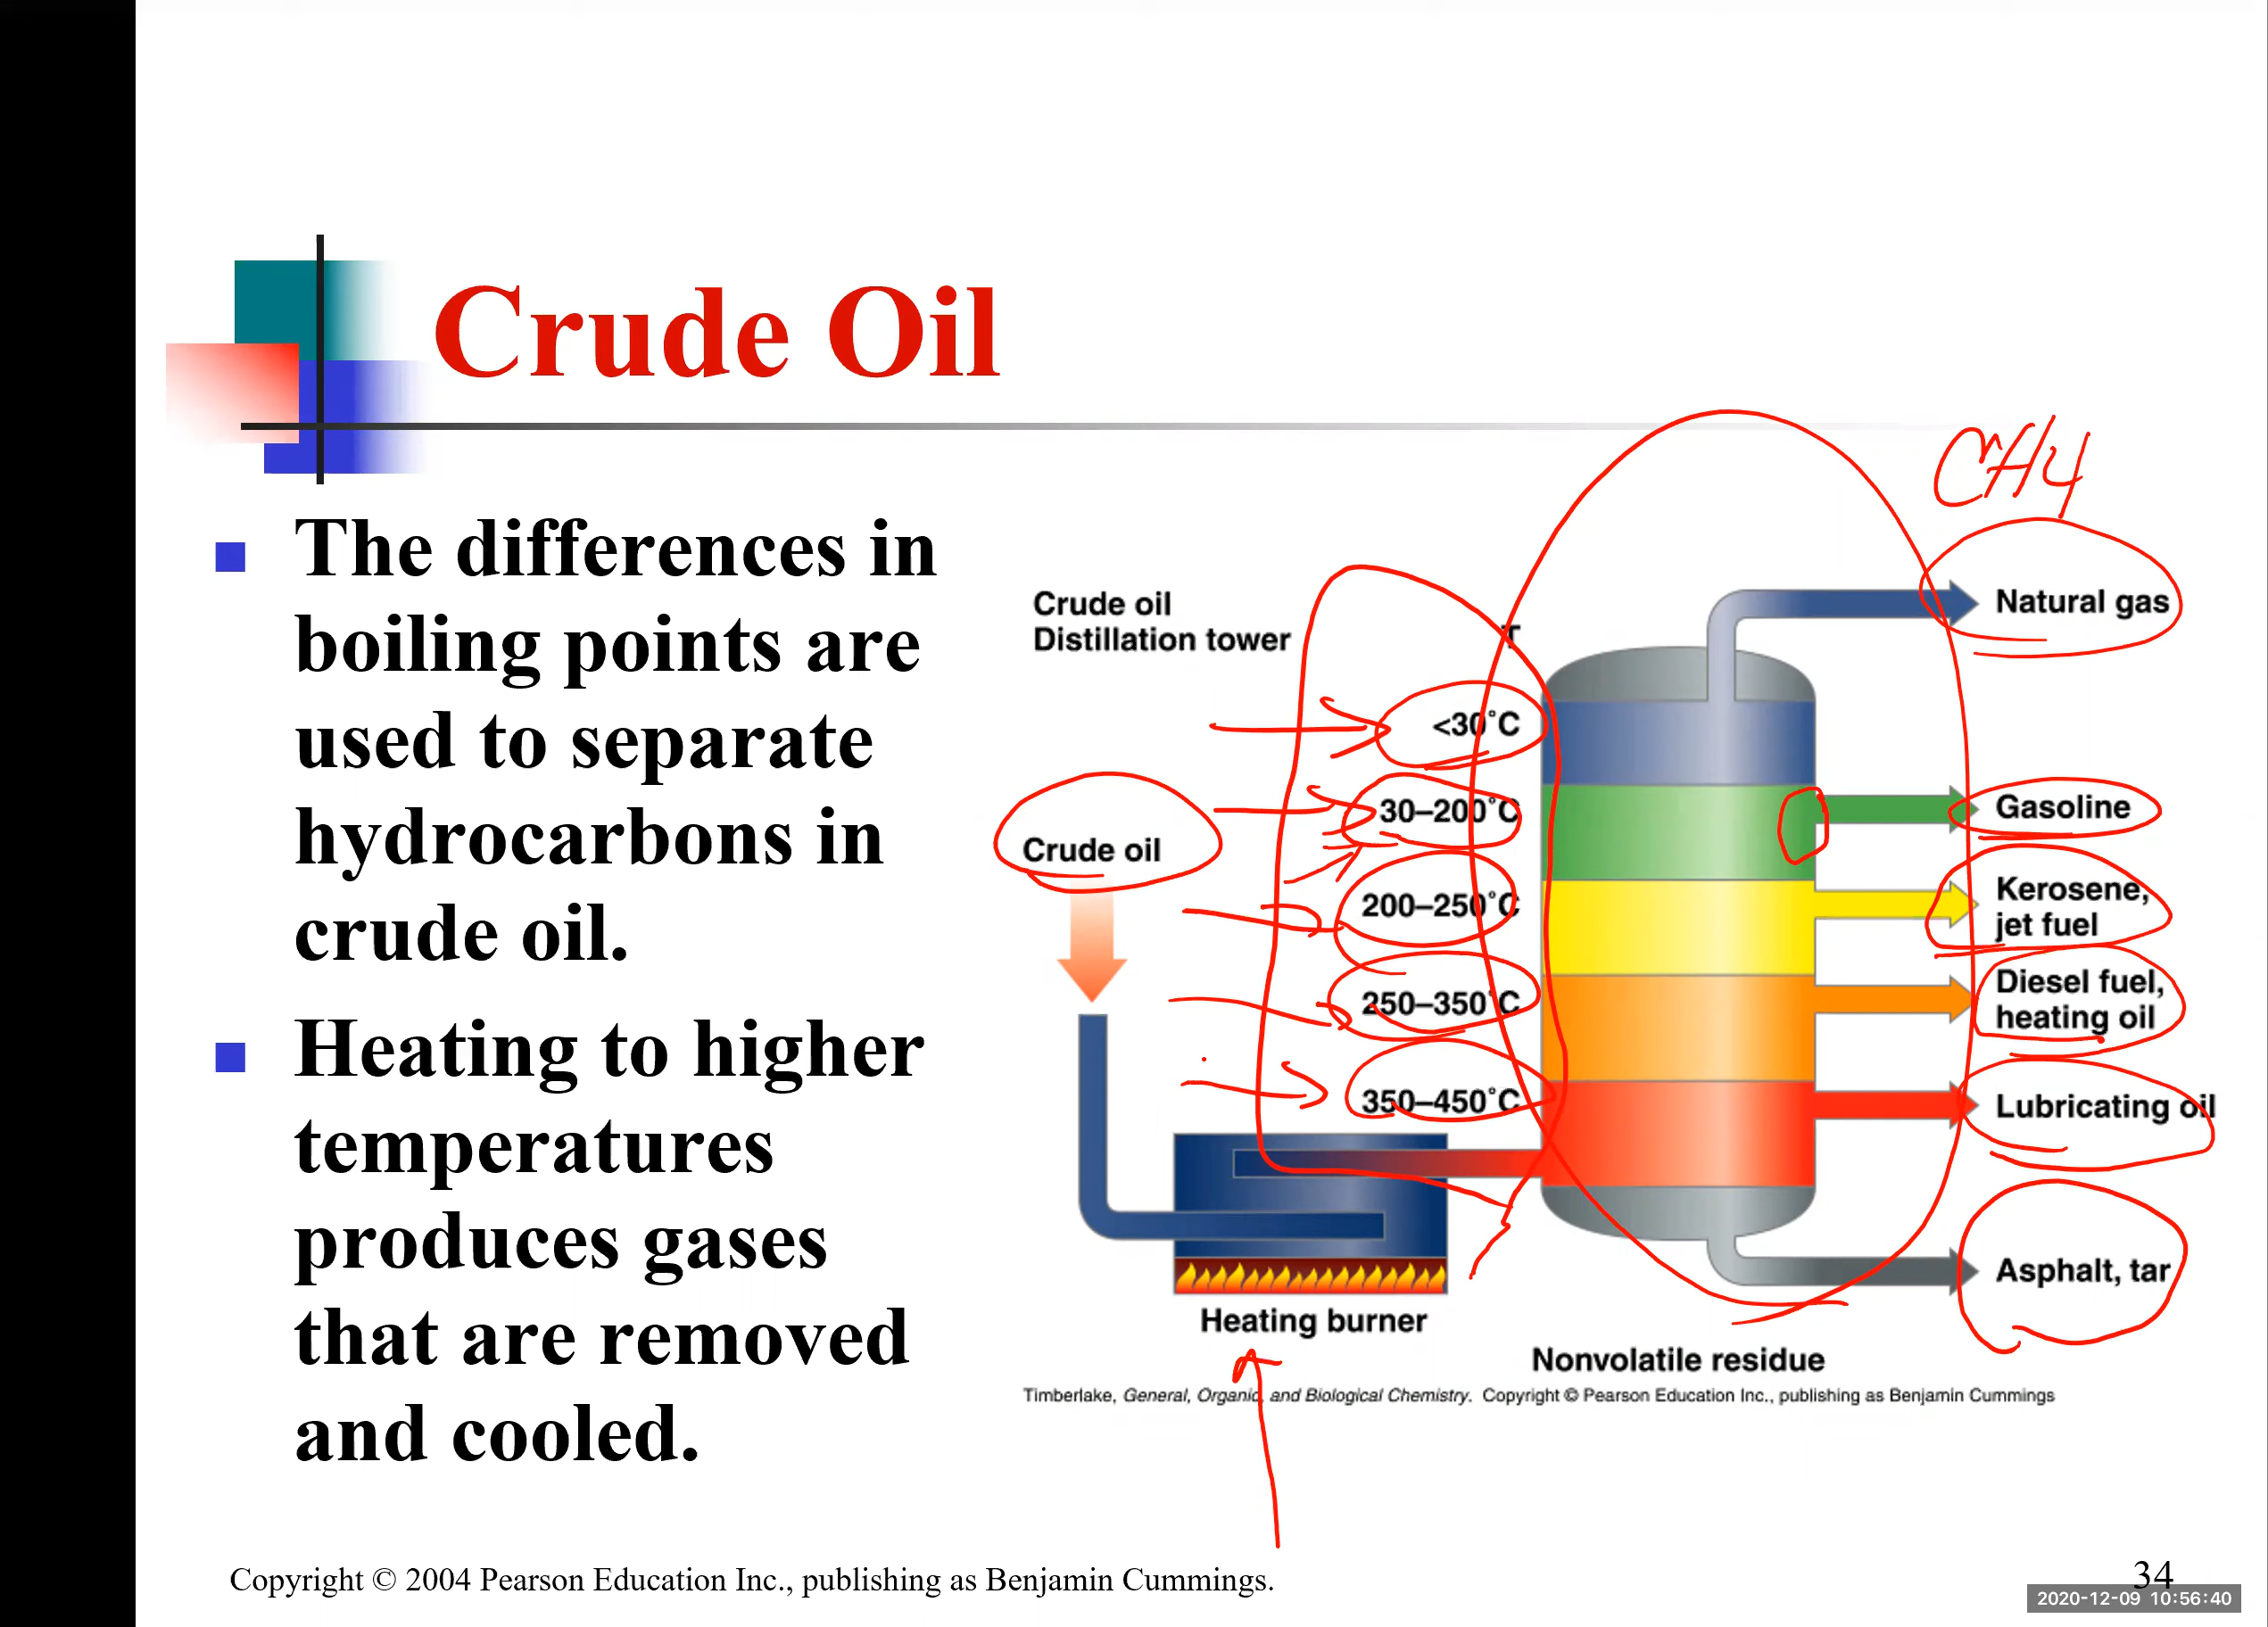 Crude Oil
The differences in
boiling points are
used to separate
hydrocarbons in
crude oil.
Heating to higher
temperatures
produces gases
that are removed
and cooled.
CH4
Crude oil
Distillation tower
T
Natural gas
<30°C
30–200°C
Gasoline
Crude oil
200–250°C
Kerosene,
jet fuel
250–350°C
Diesel fuel,
heating oil
350–450°C
Lubricating oil
Asphalt, tar
Heating burner
Nonvolatile residue
Timberlake, General, Organic, and Biological Chemistry. Copyright © Pearson Education Inc., publishing as Benjamin Cummings
Copyright © 2004 Pearson Education Inc., publishing as Benjamin Cummings.
34
2020-12-09 10:56:40